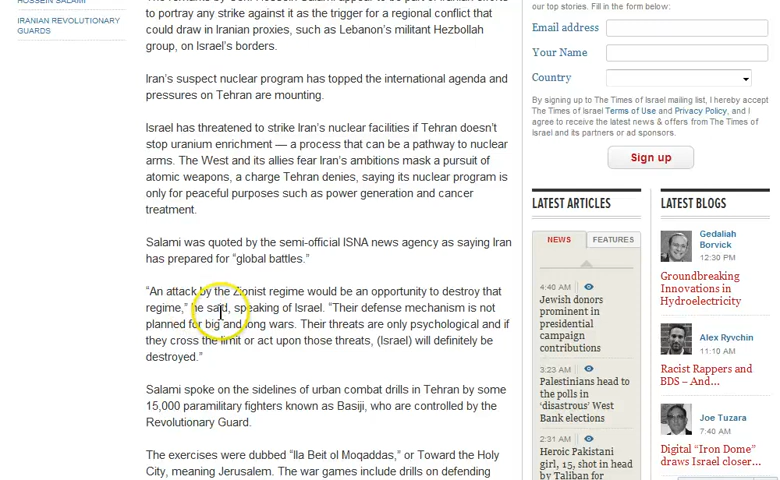 HOSSEIN SALAMI
IRANIAN REVOLUTIONARY
GUARDS
to portray any strike against it as the trigger for a regional conflict that
could draw in Iranian proxies, such as Lebanon's militant Hezbollah
group, on Israel's borders.
Iran's suspect nuclear program has topped the international agenda and
pressures on Tehran are mounting.
Israel has threatened to strike Iran's nuclear facilities if Tehran doesn't
stop uranium enrichment — a process that can be a pathway to nuclear
arms. The West and its allies fear Iran's ambitions mask a pursuit of
atomic weapons, a charge Tehran denies, saying its nuclear program is
only for peaceful purposes such as power generation and cancer
treatment.
Salami was quoted by the semi-official ISNA news agency as saying Iran
has prepared for “global battles.”
“An attack by the Zionist regime would be an opportunity to destroy that
regime,” he said, speaking of Israel. “Their defense mechanism is not
planned for big and long wars. Their threats are only psychological and if
they cross the limit or act upon those threats, (Israel) will definitely be
destroyed.”
Salami spoke on the sidelines of urban combat drills in Tehran by some
15,000 paramilitary fighters known as Basiji, who are controlled by the
Revolutionary Guard.
The exercises were dubbed “Ila Beit ol Moqaddas,” or Toward the Holy
City, meaning Jerusalem. The war games include drills on defending
our top stories. Fill in the form below:
Email address
Your Name
Country
By signing up to The Times of Israel mailing list, I hereby accept
The Times of Israel Terms of Use and Privacy Policy, and I
agree to receive the latest news & offers from The Times of
Israel and its partners or ad sponsors.
Sign up
LATEST ARTICLES
NEWS
FEATURES
4:40 AM
Jewish donors
prominent in
presidential
campaign
contributions
3:23 AM
Palestinians head to
the polls in
‘disastrous’ West
Bank elections
2:31 AM
Heroic Pakistani
girl, 15, shot in head
by Taliban for
LATEST BLOGS
Gedaliah
Borvick
12:30 PM
Groundbreaking
Innovations in
Hydroelectricity
Alex Ryvchin
11:10 AM
Racist Rappers and
BDS – And...
Joe Tuzara
7:40 AM
Digital “Iron Dome”
draws Israel closer...